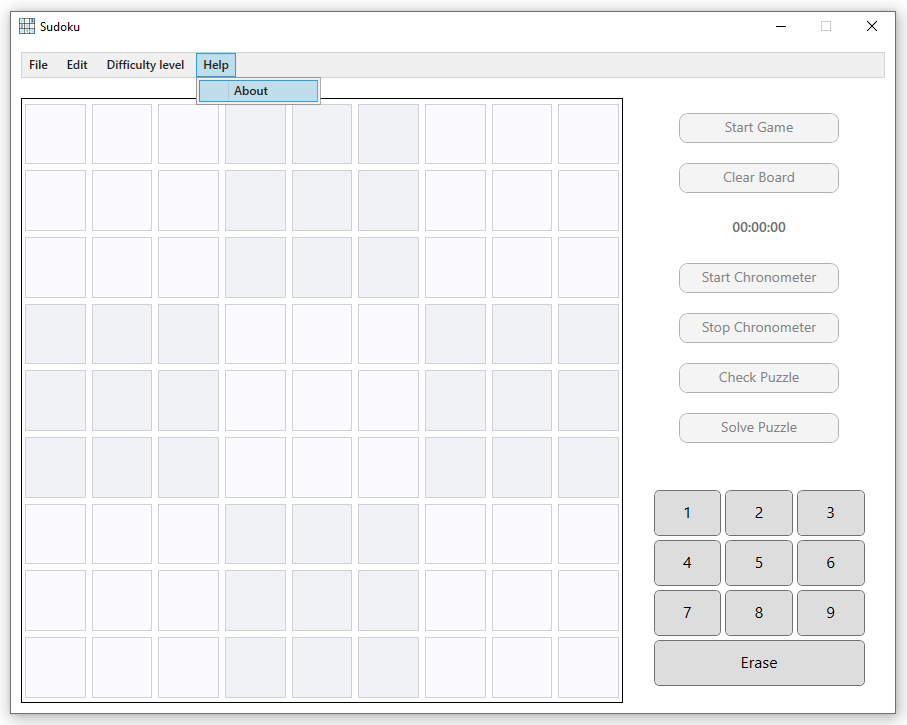 Sudoku
File Edit Difficulty level Help
About
Start Game
Clear Board
00:00:00
Start Chronometer
Stop Chronometer
Check Puzzle
Solve Puzzle
1 2 3
4 5 6
7 8 9
Erase